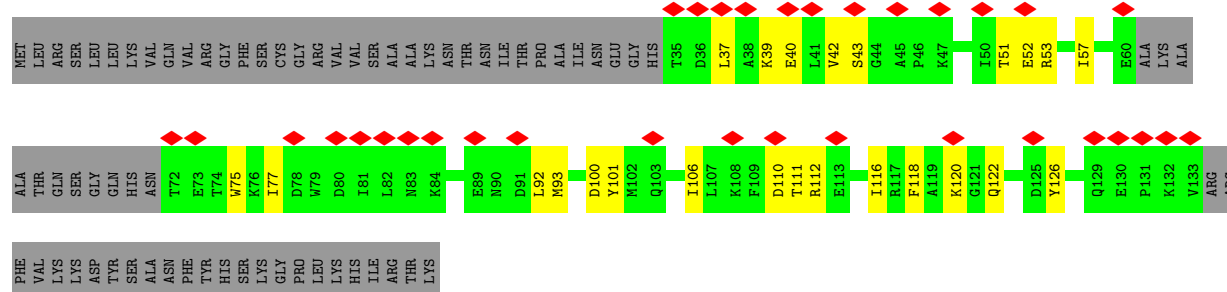 MET LEU ARG SER LEU LEU LYS VAL GLN VAL ARG GLY PHE SER CYS GLY ARG VAL VAL SER ALA ALA LYS ASN THR ASN ILE THR PRO ALA ILE ASN GLU GLY HIS T35 D36 L37 A38 K39 E40 L41 V42 S43 G44 A45 P46 K47 I50 T51 E52 R53 I57 E60 ALA LYS ALA
ALA THR GLN SER GLY GLN HIS ASN T72 E73 T74 W75 K76 I77 D78 W79 D80 I81 L82 N83 K84 E89 N90 D91 L92 M93 D100 Y101 M102 Q103 I106 L107 K108 F109 D110 T111 R112 E113 I116 R117 F118 A119 K120 G121 Q122 D125 Y126 Q129 E130 P131 K132 V133 ARG
PHE VAL LYS LYS ASP TYR SER ALA ASN PHE TYR HIS SER LYS GLY PRO LEU LYS HIS ILE ARG THR LYS